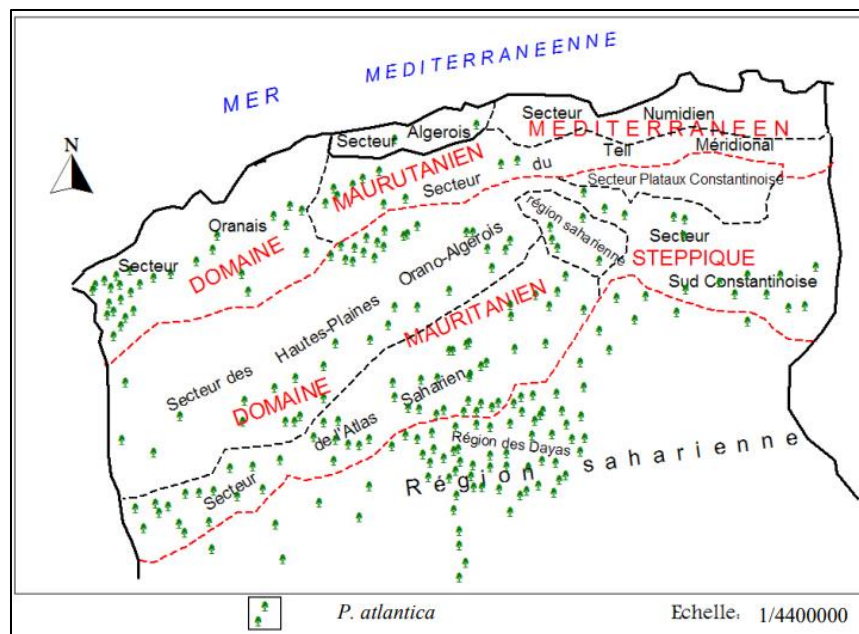 MER MEDITERRANEENNE
N
Secteur Algerois
Secteur Numidien
DOMAINE MAURUTANIEN MEDITERRANEEN
Secteur du Tell Méridional
Secteur Plataux Constantinoise
région saharienne
Secteur Oranais
Secteur
Sud Constantinoise
Secteur des Hautes-Plaines Orano-Algerois
DOMAINE MAURITANIEN STEPPIQUE
Secteur de l'Atlas Saharien
Région des Dayas
Région saharienne
P. atlantica
Echelle: 1/4400000